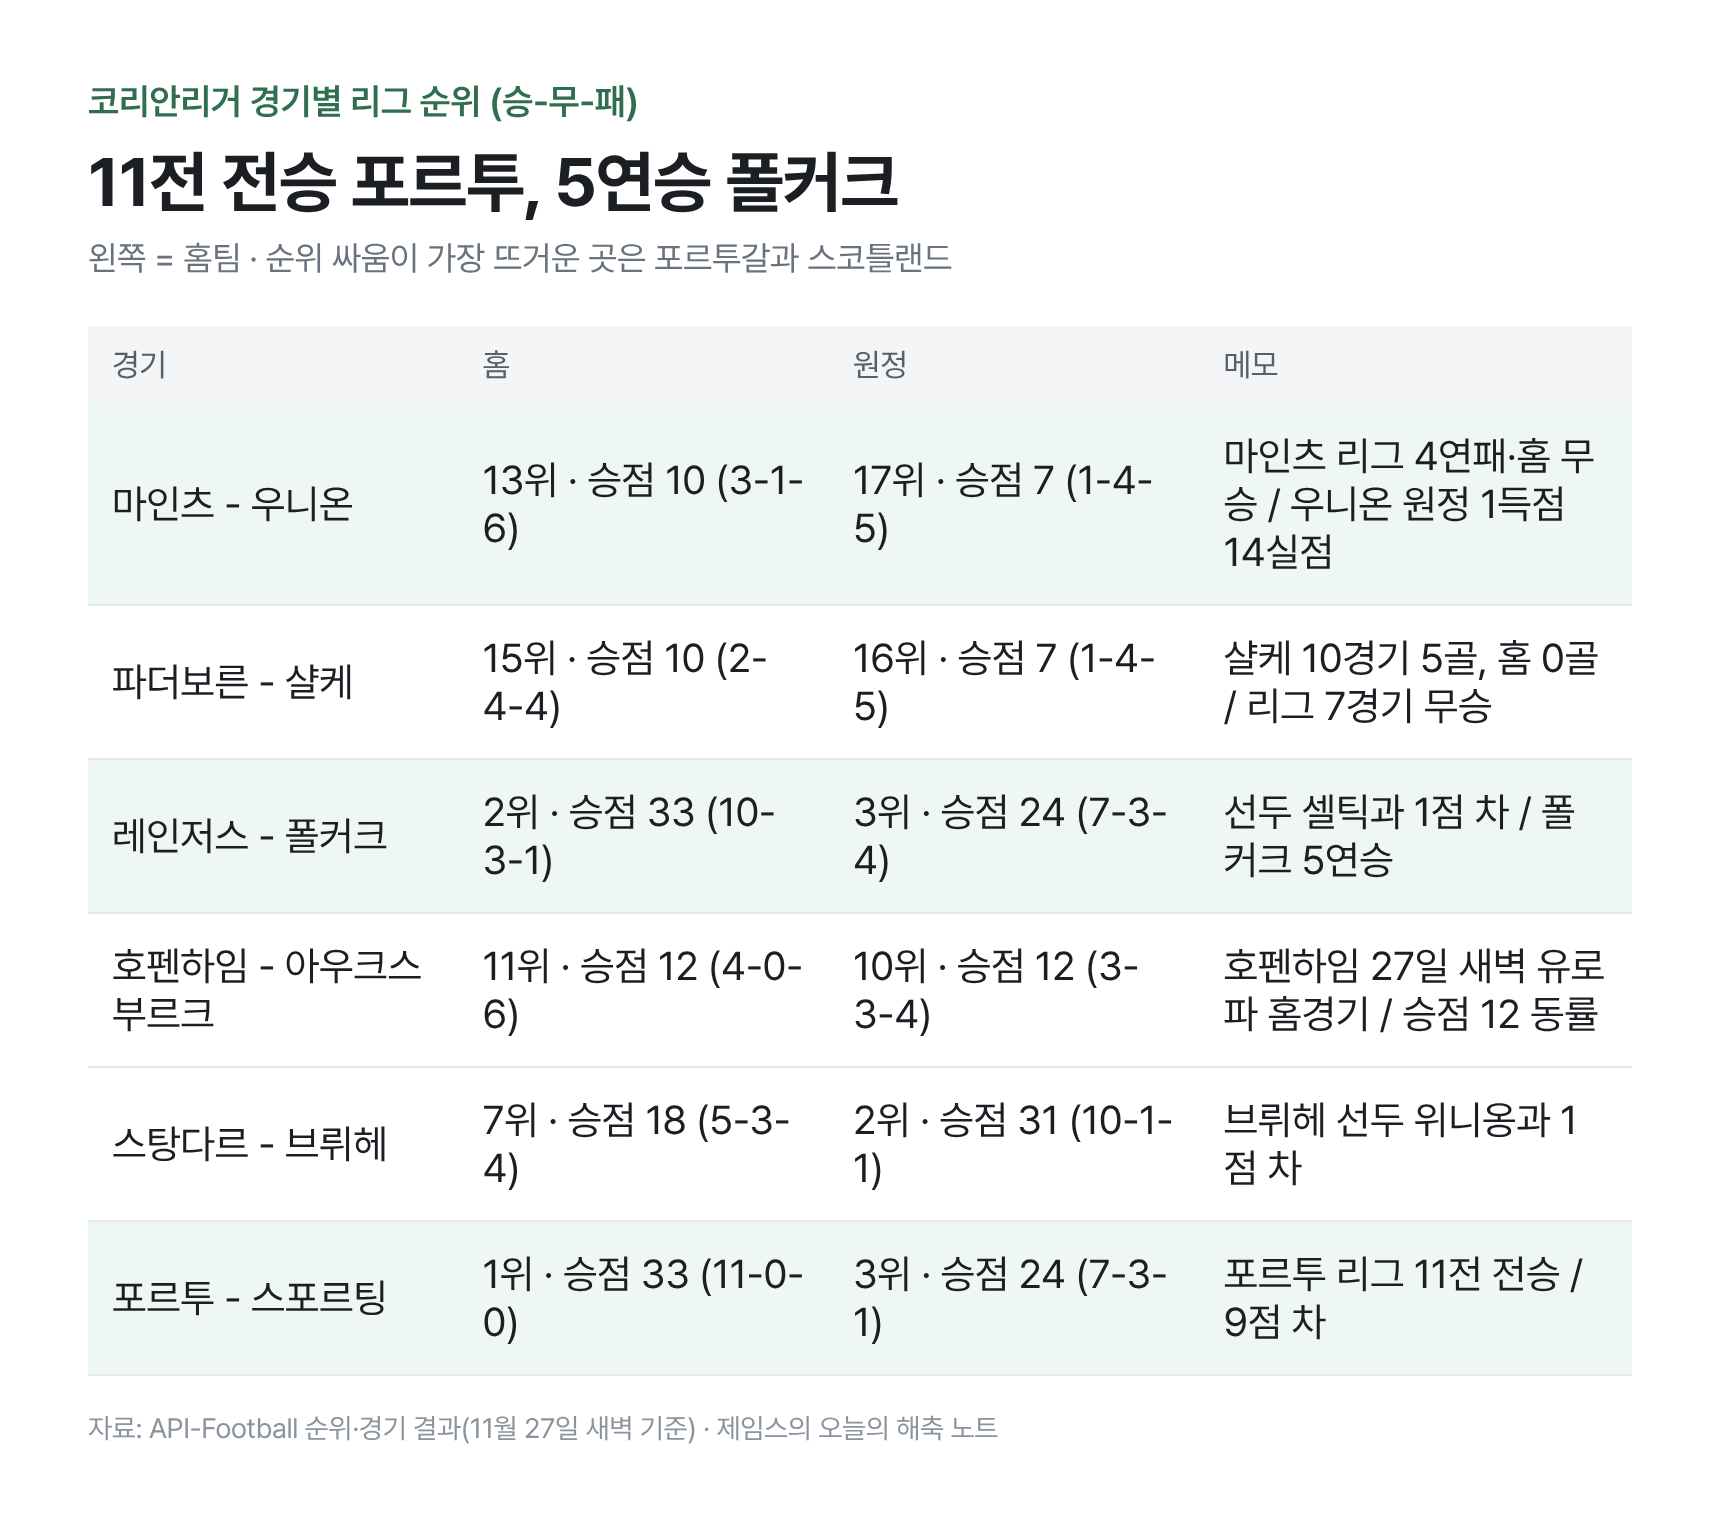 코리안리거 경기별 리그 순위 (승-무-패)
11전 전승 포르투, 5연승 폴커크
왼쪽 = 홈팀 · 순위 싸움이 가장 뜨거운 곳은 포르투갈과 스코틀랜드
경기 홈 원정 메모
마인츠 - 우니온
13위 · 승점 10 (3-1-
6)
17위 · 승점 7 (1-4-
5)
마인츠 리그 4연패·홈 무
승 / 우니온 원정 1득점
14실점
파더보른 - 샬케
15위 · 승점 10 (2-
4-4)
16위 · 승점 7 (1-4-
5)
샬케 10경기 5골, 홈 0골
/ 리그 7경기 무승
레인저스 - 폴커크
2위 · 승점 33 (10-
3-1)
3위 · 승점 24 (7-3-
4)
선두 셀틱과 1점 차 / 폴
커크 5연승
호펜하임 - 아우크스
부르크
11위 · 승점 12 (4-0-
6)
10위 · 승점 12 (3-
3-4)
호펜하임 27일 새벽 유로
파 홈경기 / 승점 12 동률
스탕다르 - 브뤼헤
7위 · 승점 18 (5-3-
4)
2위 · 승점 31 (10-1-
1)
브뤼헤 선두 위니옹과 1
점 차
포르투 - 스포르팅
1위 · 승점 33 (11-0-
0)
3위 · 승점 24 (7-3-
1)
포르투 리그 11전 전승 /
9점 차
자료: API-Football 순위·경기 결과(11월 27일 새벽 기준) · 제임스의 오늘의 해축 노트